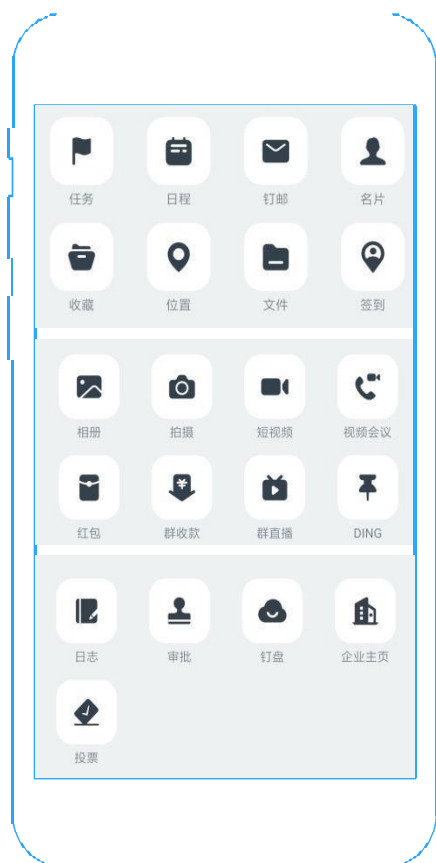 任务 日程 钉邮 名片
收藏 位置 文件 签到
相册 拍摄 短视频 视频会议
红包 群收款 群直播 DING
日志 审批 钉盘 企业主页
投票